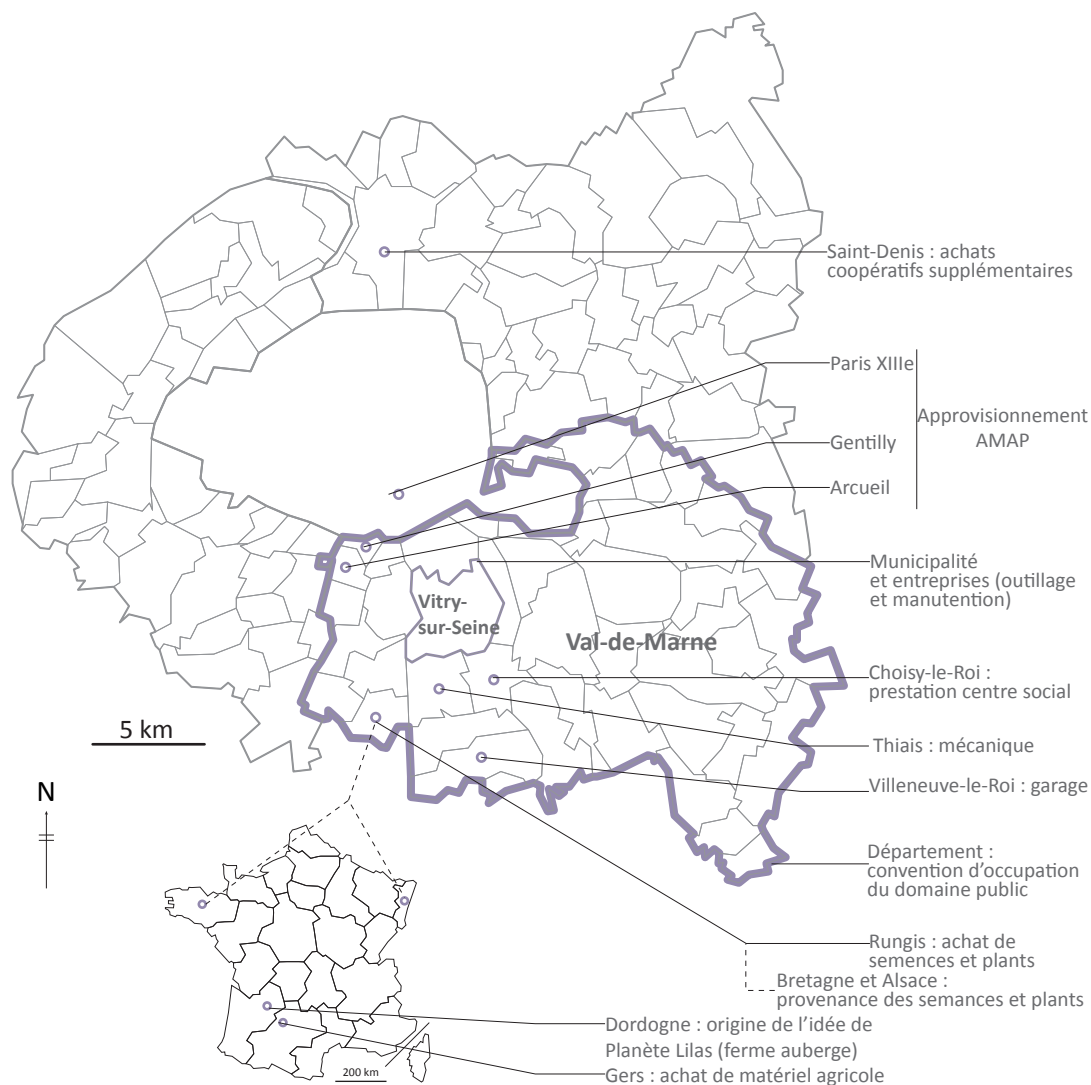 Saint-Denis : achats
coopératifs supplémentaires
Paris XIIIe
Approvisionnement
AMAP
Gentilly
Arcueil
Municipalité
et entreprises (outillage
et manutention)
Vitry-
sur-Seine
Val-de-Marne
Choisy-le-Roi :
prestation centre social
5 km
Thiais : mécanique
Villeneuve-le-Roi : garage
N
Département :
convention d’occupation
du domaine public
Rungis : achat de
semences et plants
Bretagne et Alsace :
provenance des semances et plants
Dordogne : origine de l’idée de
Planète Lilas (ferme auberge)
Gers : achat de matériel agricole
200 km